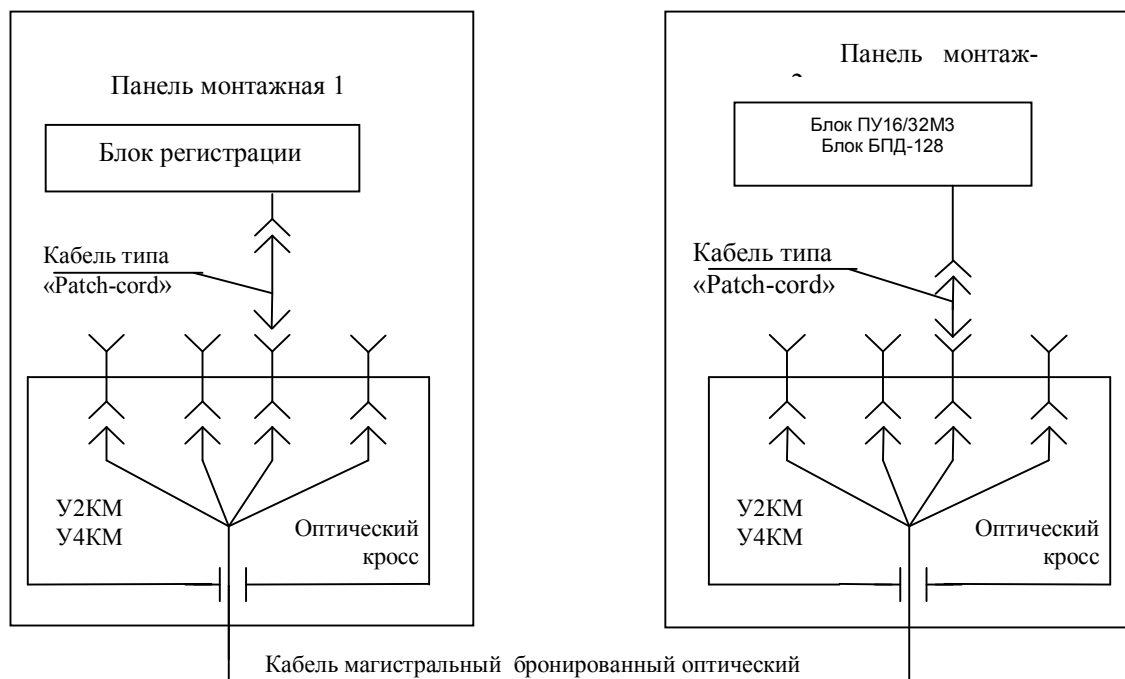 Панель монтажная 1
Блок регистрации
Кабель типа
«Patch-cord»
У2КМ
У4КМ
Оптический
кросс
Панель монтаж-
Блок ПУ16/32М3
Блок БПД-128
Кабель типа
«Patch-cord»
У2КМ
У4КМ
Оптический
кросс
Кабель магистральный бронированный оптический